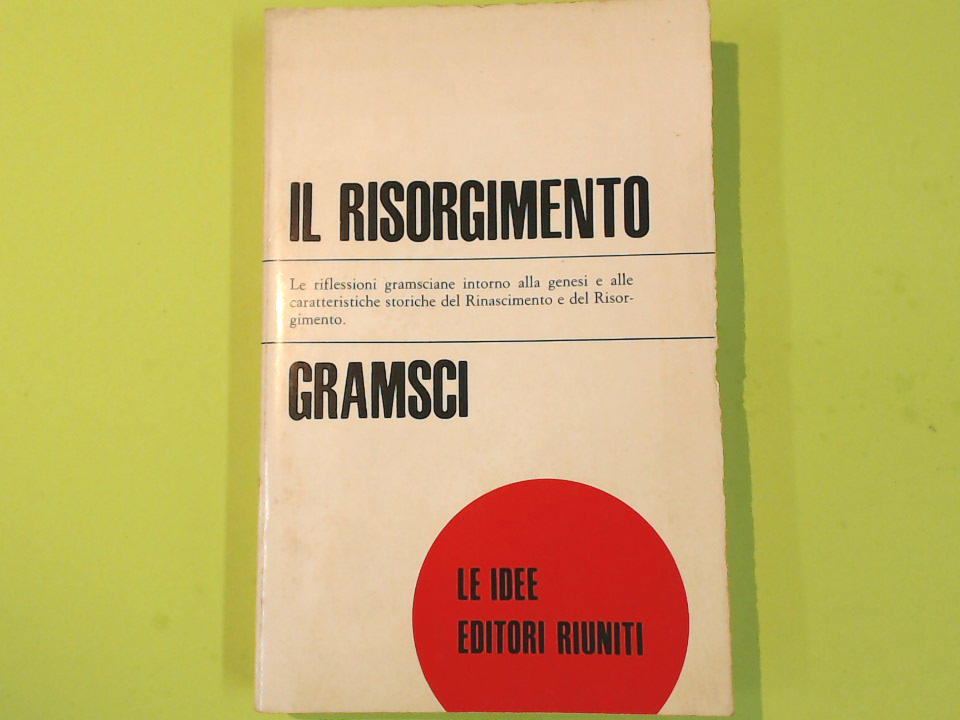 IL RISORGIMENTO
Le riflessioni gramsciane intorno alla genesi e alle
caratteristiche storiche del Rinascimento e del Risor-
gimento.
GRAMSCI
LE IDEE
EDITORI RIUNITI